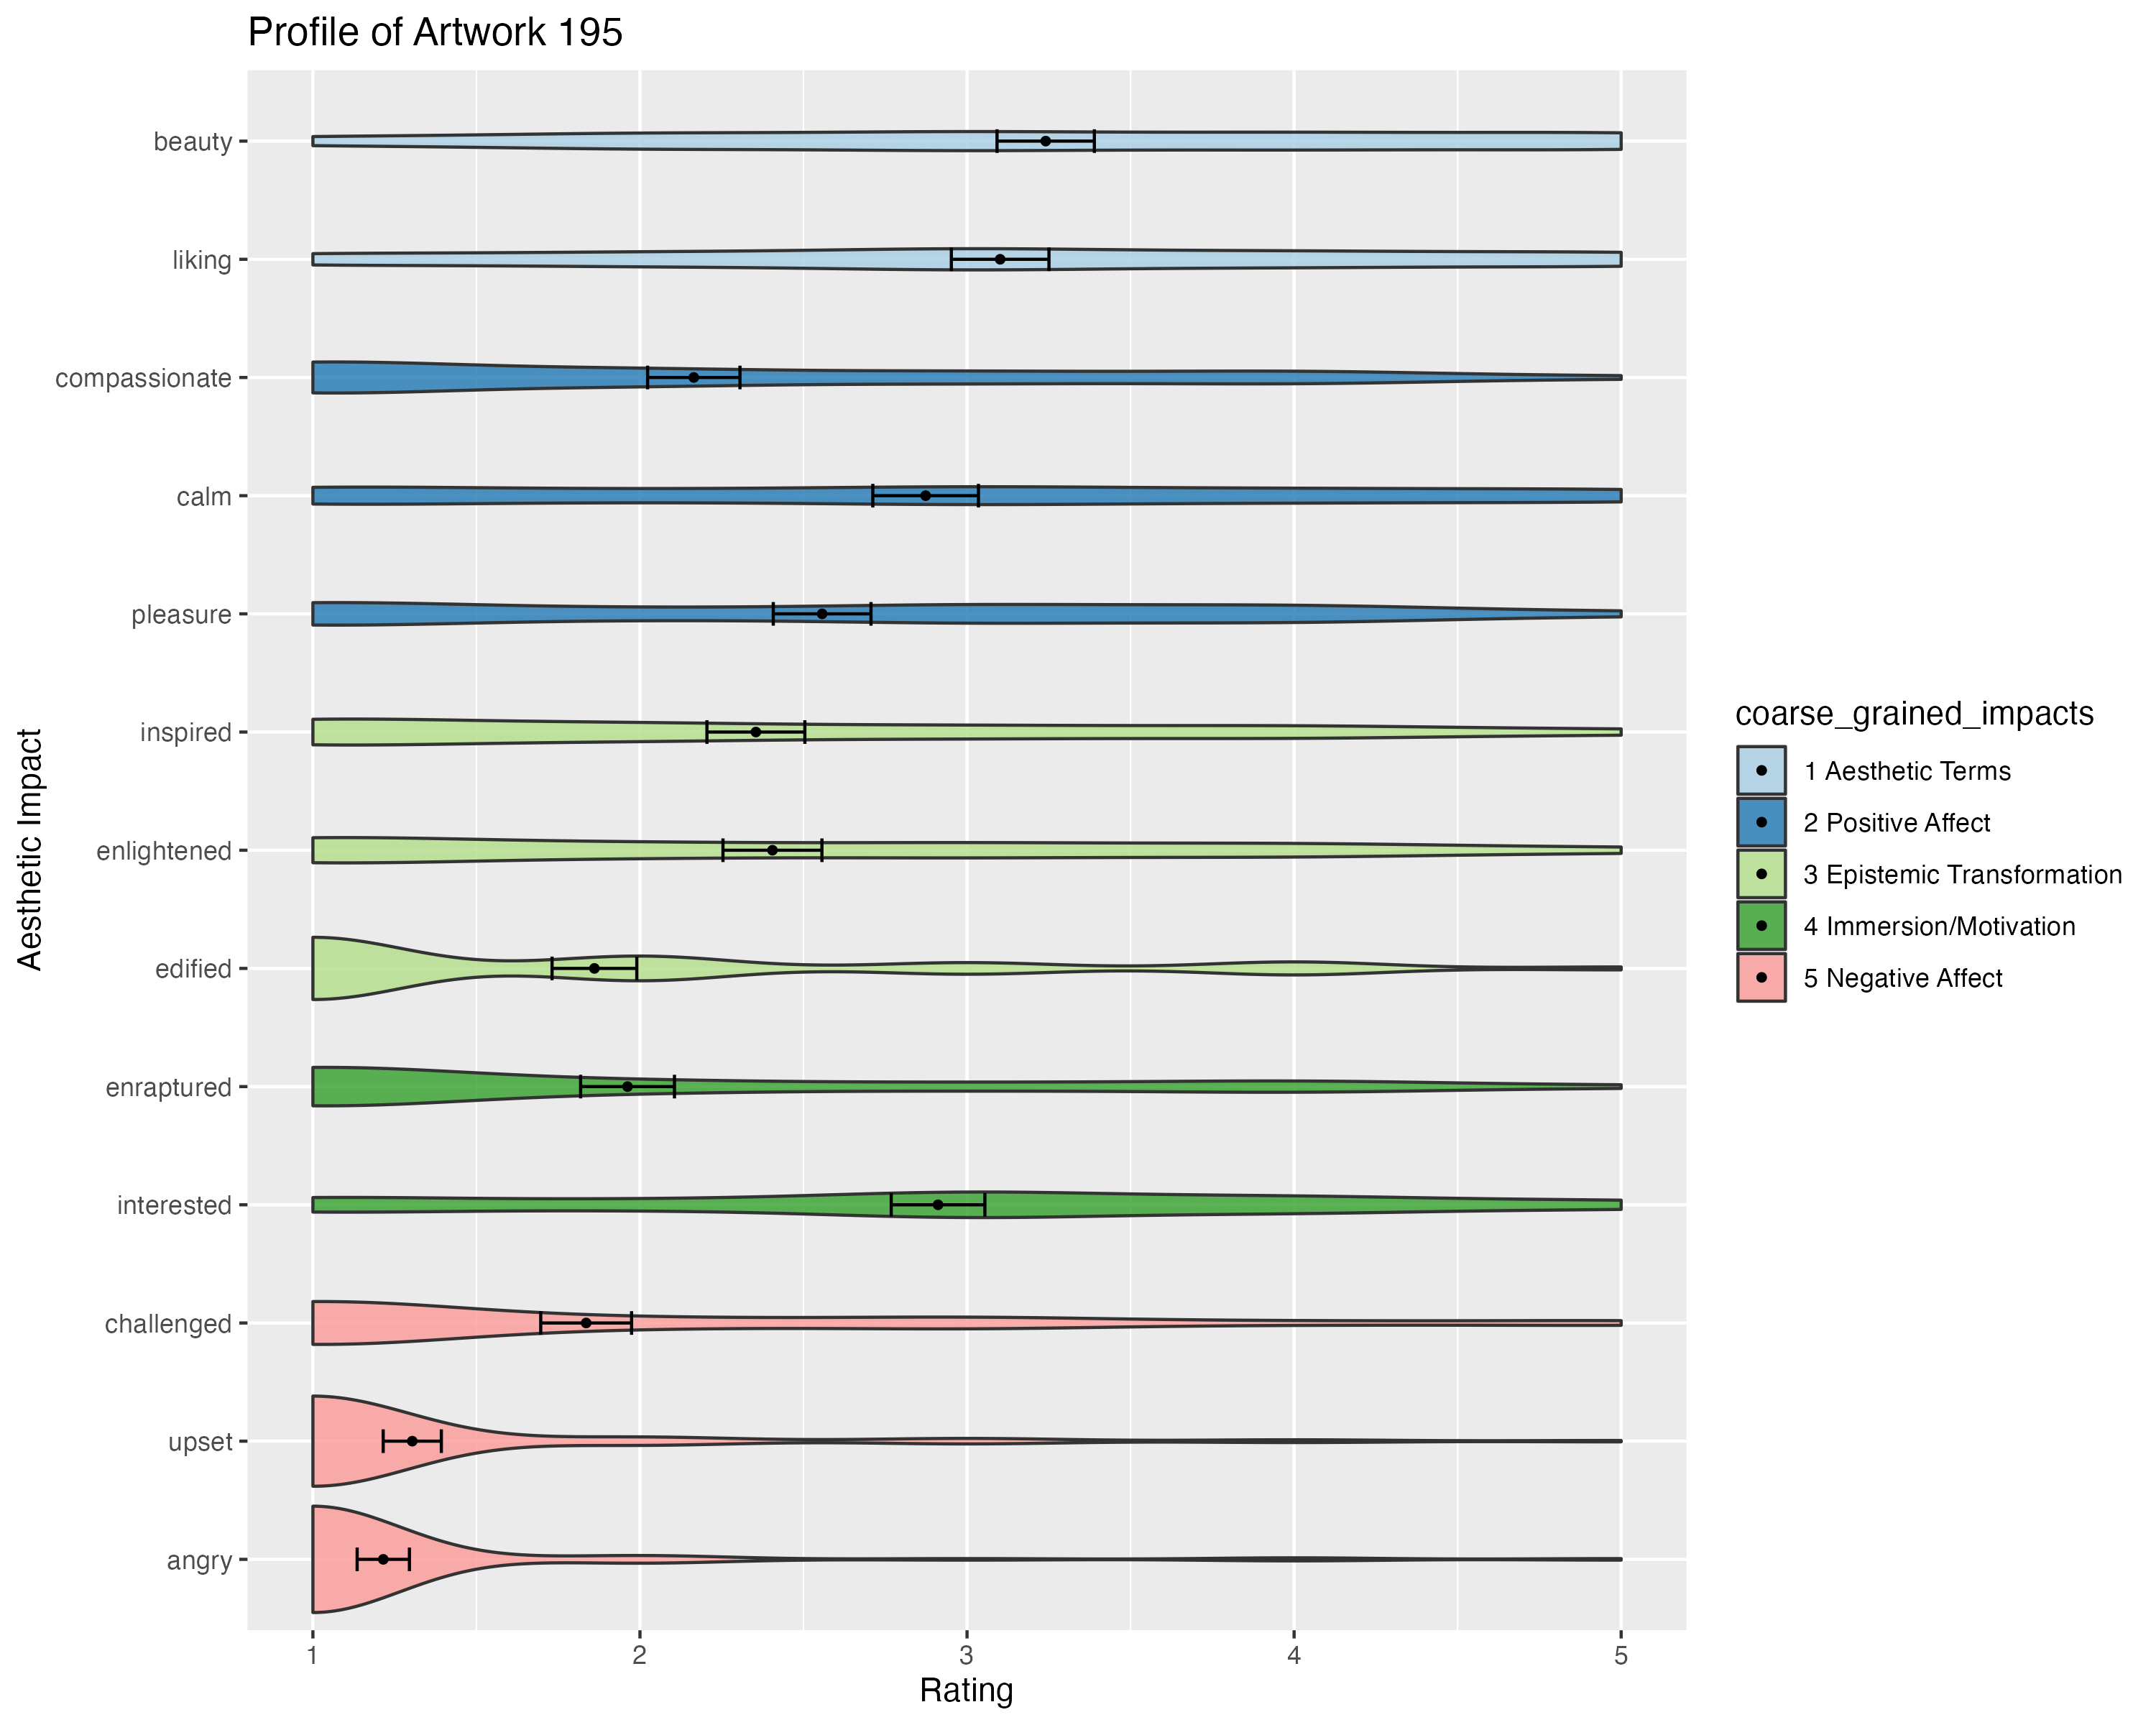 Profile of Artwork 195
beauty
liking
compassionate
calm
pleasure
inspired
enlightened
edified
enraptured
interested
challenged
upset
angry
Aesthetic Impact
1 2 3 4 5
Rating
coarse_grained_impacts
1 Aesthetic Terms
2 Positive Affect
3 Epistemic Transformation
4 Immersion/Motivation
5 Negative Affect